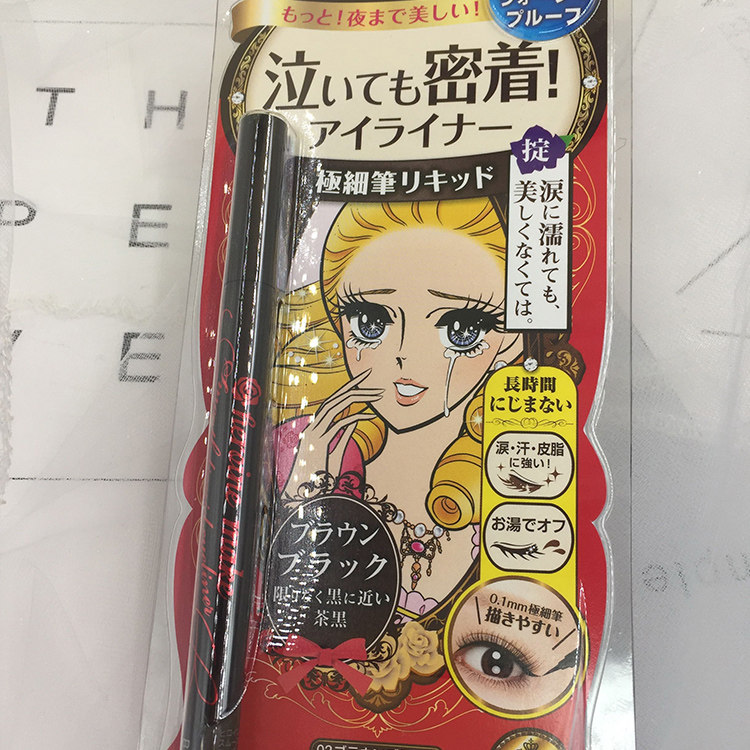 もっと!夜まで美しい!
プルーフ
泣いても密着!
アイライナー
極細筆リキッド
掟
涙に濡れても、
美しくなくては。
長時間
にじまない
涙・汗・皮脂
に強い!
お湯でオフ
0.1mm極細筆
描きやすい
ブラウン
ブラック
限りなく黒に近い
茶黒
heroine make
T H
P E
V E